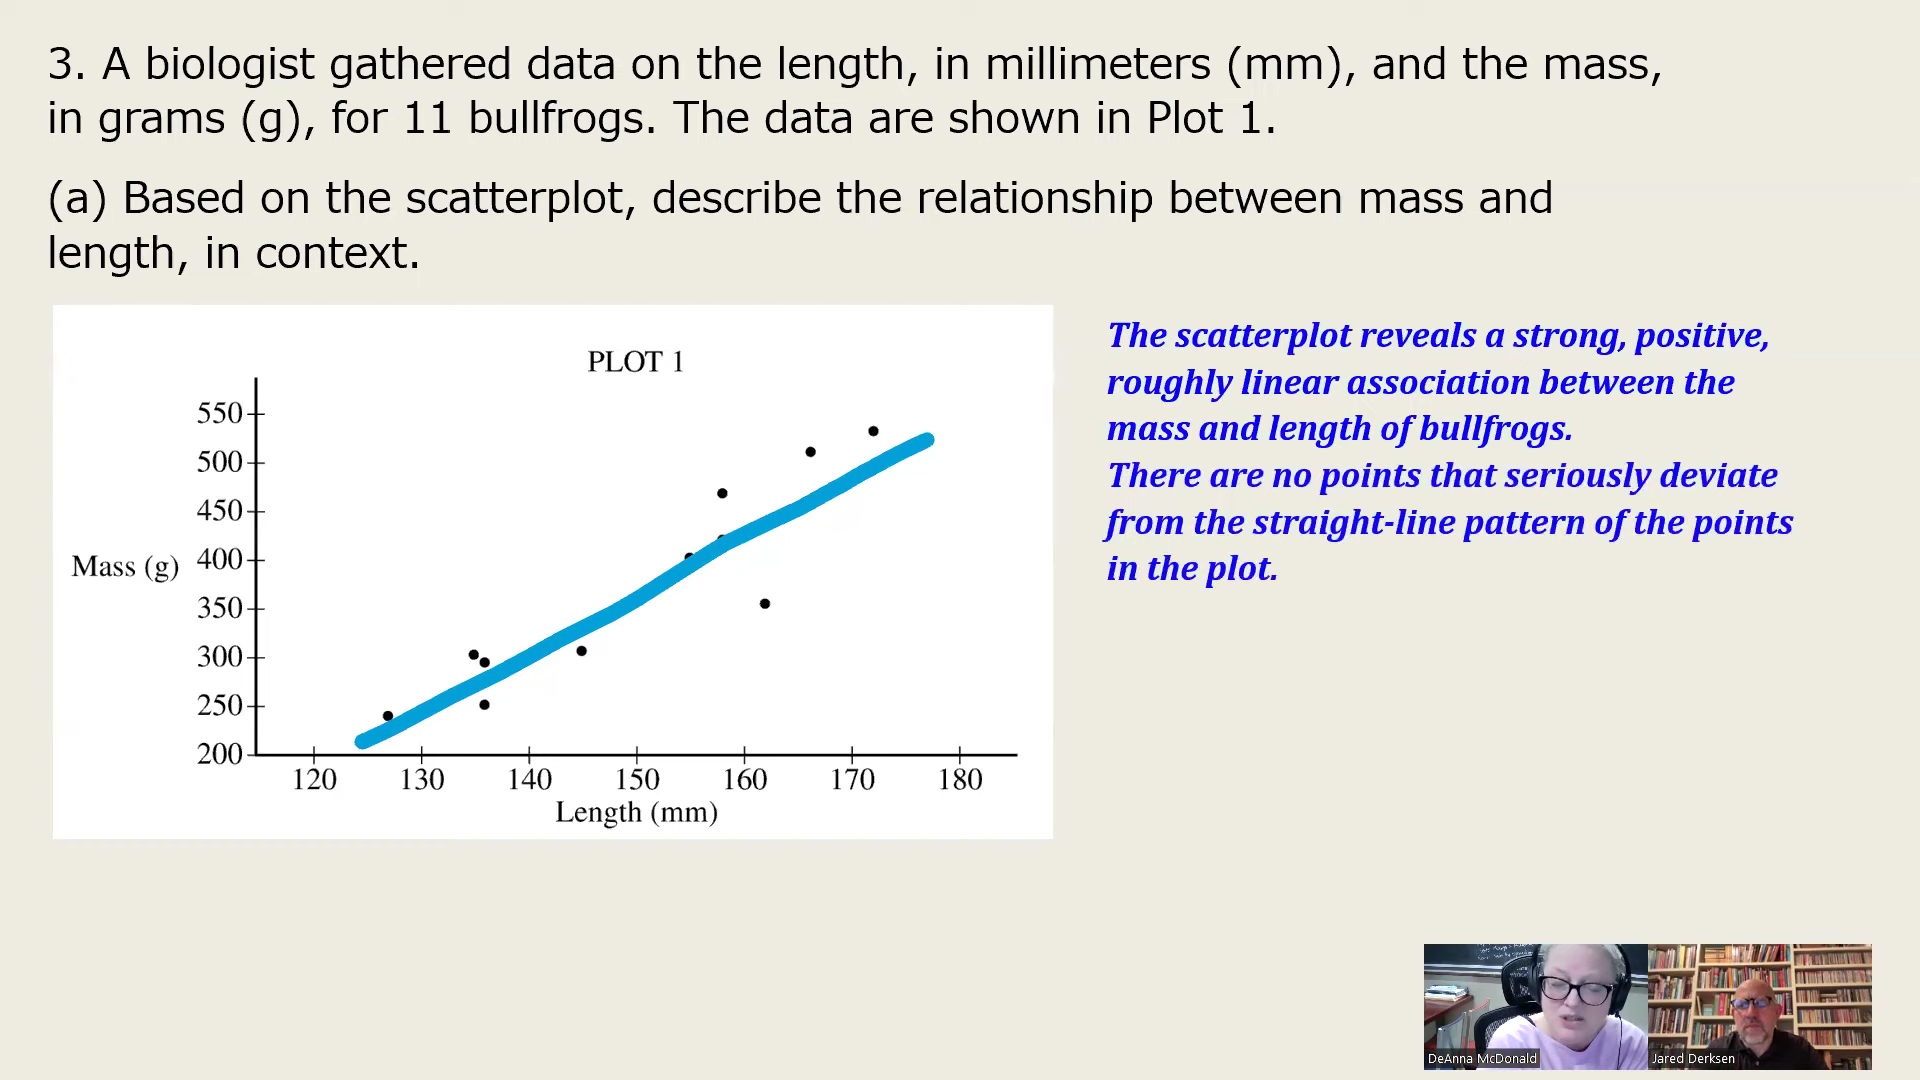 3. A biologist gathered data on the length, in millimeters (mm), and the mass,
in grams (g), for 11 bullfrogs. The data are shown in Plot 1.
(a) Based on the scatterplot, describe the relationship between mass and
length, in context.
PLOT 1
550
500
450
400
350
300
250
200
Mass (g)
120 130 140 150 160 170 180
Length (mm)
The scatterplot reveals a strong, positive,
roughly linear association between the
mass and length of bullfrogs.
There are no points that seriously deviate
from the straight-line pattern of the points
in the plot.
DeAnna McDonald
Jared Derksen